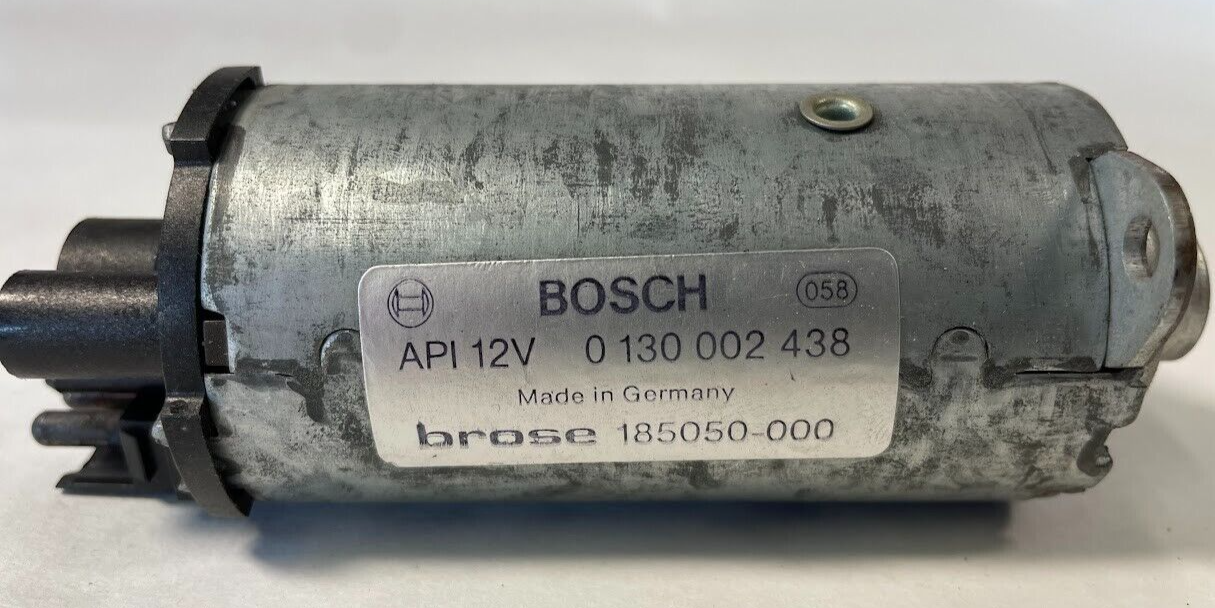 BOSCH 058
API 12V 0 130 002 438
Made in Germany
brose 185050-000